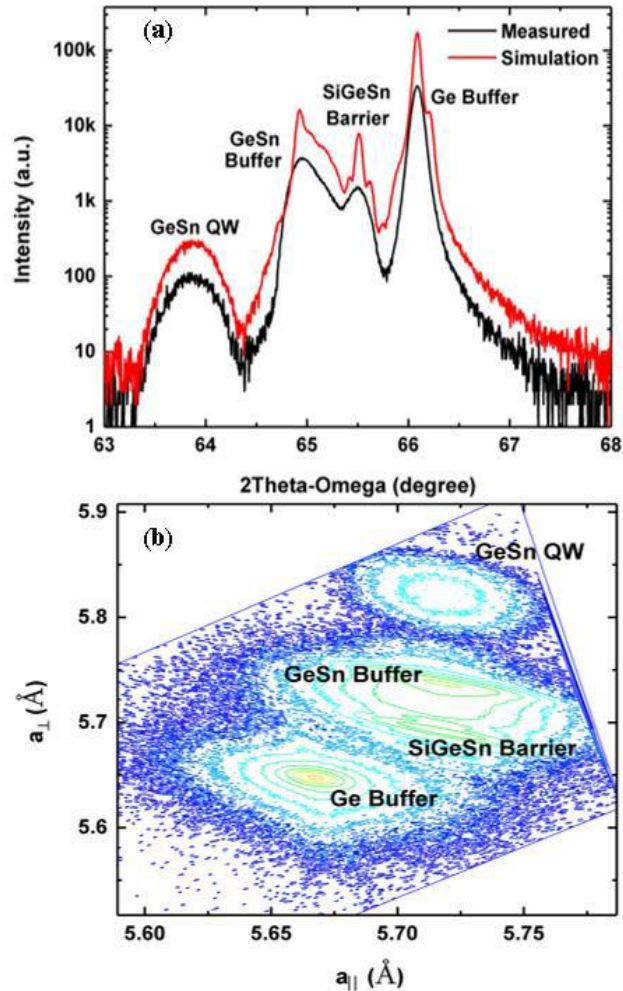 (a)
Measured
Simulation
100k
10k
1k
100
10
1
Intensity (a.u.)
GeSn QW
GeSn
Buffer
SiGeSn
Barrier
Ge Buffer
63 64 65 66 67 68
2Theta-Omega (degree)
(b)
5.9
5.8
5.7
5.6
a⊥ (Å)
GeSn QW
GeSn Buffer
SiGeSn Barrier
Ge Buffer
5.60 5.65 5.70 5.75
a|| (Å)